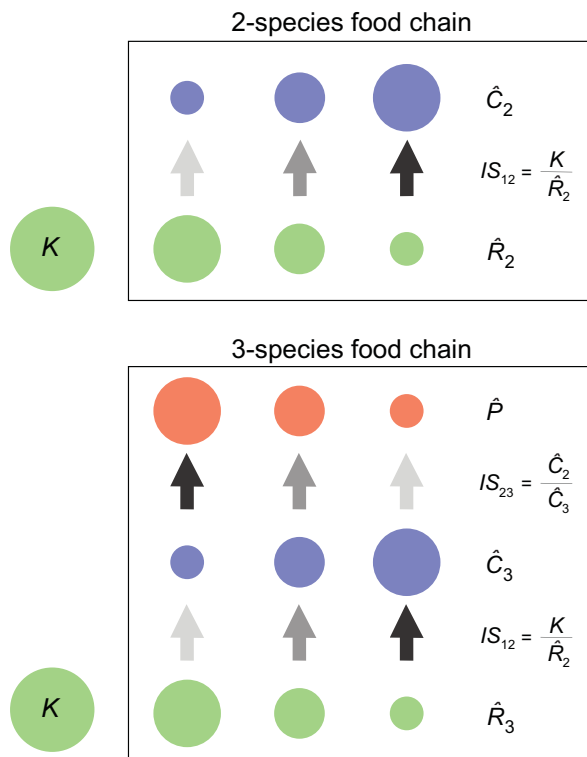 2-species food chain
Ĉ₂
IS₁₂ = K / R̂₂
K
R̂₂
3-species food chain
P̂
IS₂₃ = Ĉ₂ / Ĉ₃
Ĉ₃
IS₁₂ = K / R̂₂
K
R̂₃